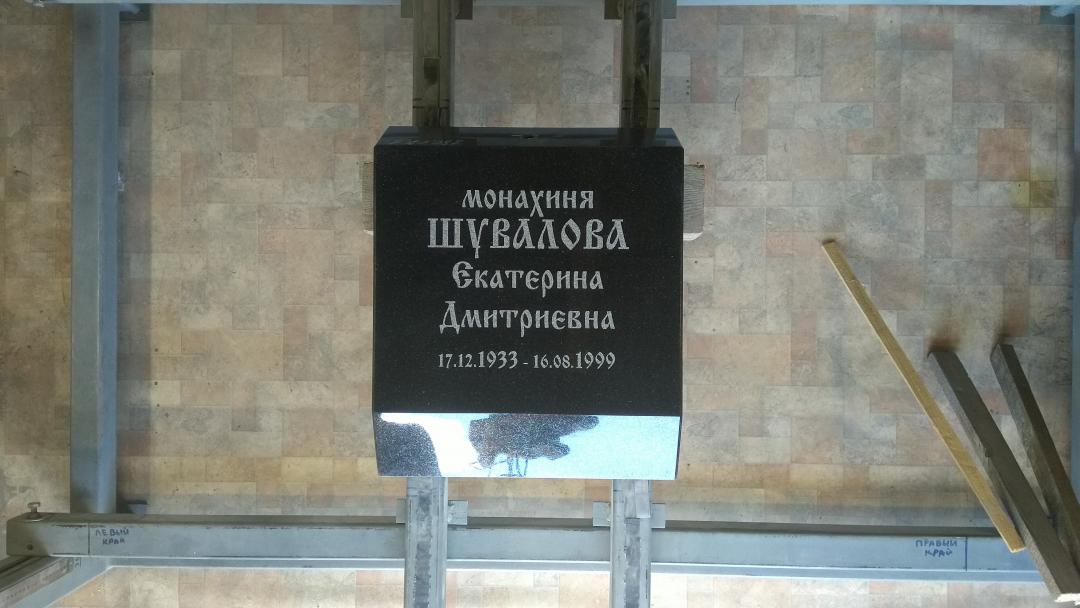 монахиня
ШУВАЛОВА
Екатерина
Дмитриевна
17.12.1933 - 16.08.1999
ЛЕВЫЙ
КРАЙ
ПРАВЫЙ
КРАЙ